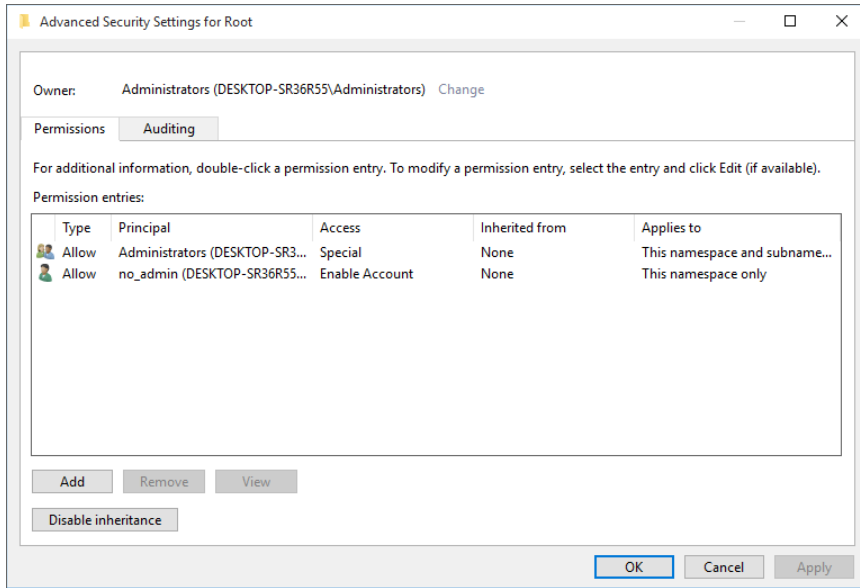 Advanced Security Settings for Root
Owner: Administrators (DESKTOP-SR36R55\Administrators) Change
Permissions Auditing
For additional information, double-click a permission entry. To modify a permission entry, select the entry and click Edit (if available).
Permission entries:
Type Principal Access Inherited from Applies to
Allow Administrators (DESKTOP-SR3... Special None This namespace and subname...
Allow no_admin (DESKTOP-SR36R55... Enable Account None This namespace only
Add Remove View
Disable inheritance
OK Cancel Apply